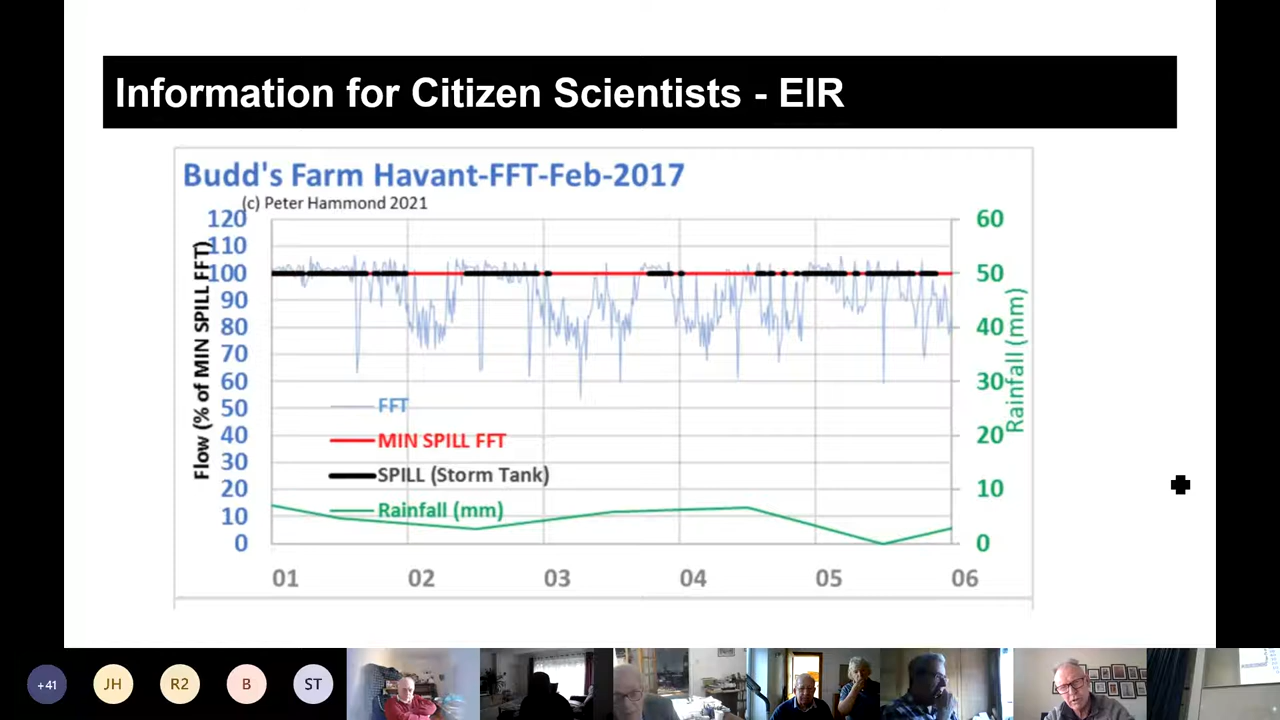 Information for Citizen Scientists - EIR
Budd's Farm Havant-FFT-Feb-2017
(c) Peter Hammond 2021
120
110
100
90
80
70
60
50
40
30
20
10
0
Flow (% of MIN SPILL FFT)
60
50
40
30
20
10
0
Rainfall (mm)
FFT
MIN SPILL FFT
SPILL (Storm Tank)
Rainfall (mm)
01 02 03 04 05 06
+41 JH R2 B ST